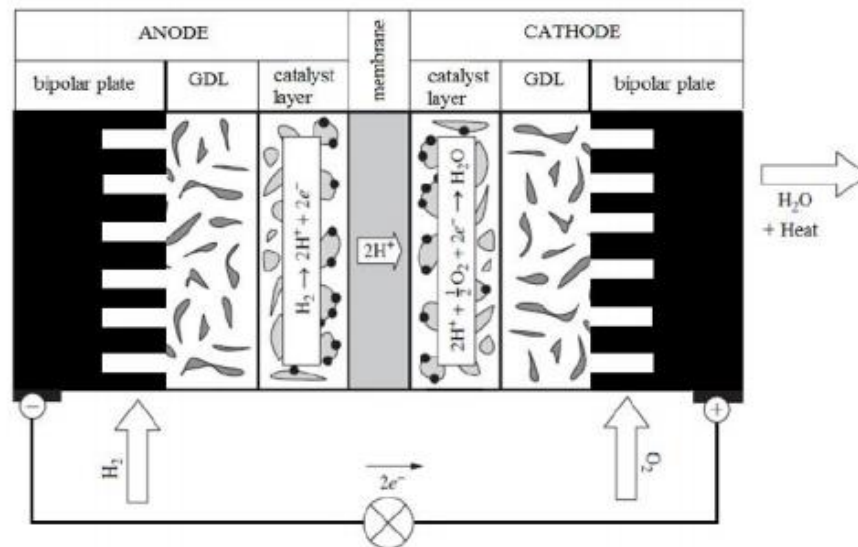 ANODE
membrane
CATHODE
bipolar plate
GDL
catalyst
layer
catalyst
layer
GDL
bipolar plate
H₂ → 2H⁺ + 2e⁻
2H⁺
2H⁺ + ½O₂ + 2e⁻ → H₂O
H₂O
+ Heat
−
+
H₂
2e⁻
O₂